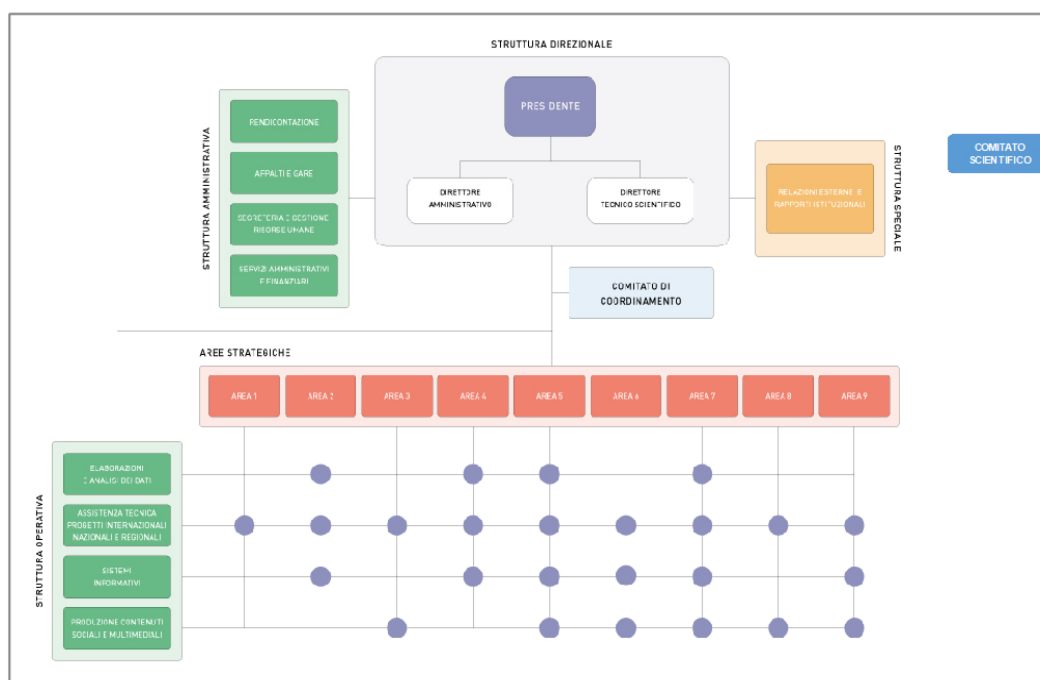 STRUTTURA DIREZIONALE
PRESIDENTE
DIRETTORE
AMMINISTRATIVO
DIRETTORE
TECNICO SCIENTIFICO
STRUTTURA AMMINISTRATIVA
RENDICONTAZIONE
APPALTI E GARE
SEGRETERIA E GESTIONE
RISORSE UMANE
SERVIZI AMMINISTRATIVI
E FINANZIARI
RELAZIONI ESTERNE E
RAPPORTI ISTITUZIONALI
STRUTTURA SPECIALE
COMITATO
SCIENTIFICO
COMITATO DI
COORDINAMENTO
AREE STRATEGICHE
AREA 1
AREA 2
AREA 3
AREA 4
AREA 5
AREA 6
AREA 7
AREA 8
AREA 9
STRUTTURA OPERATIVA
ELABORAZIONI
E ANALISI DEI DATI
ASSISTENZA TECNICA
PROGETTI INTERNAZIONALI
NAZIONALI E REGIONALI
SISTEMI
INFORMATIVI
PRODUZIONE CONTENUTI
SOCIALI E MULTIMEDIALI